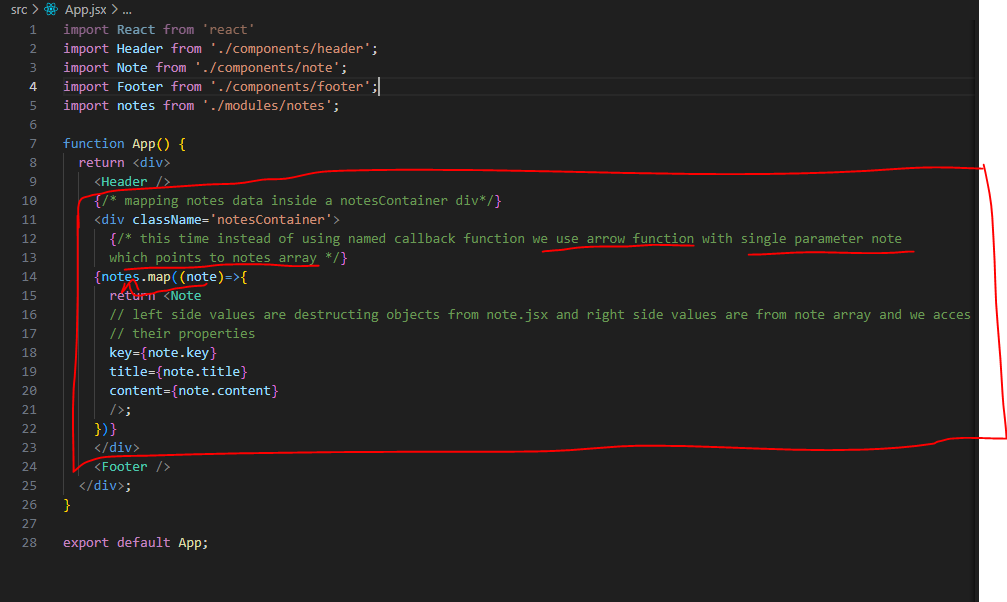 src > App.jsx > ...
1 import React from 'react'
2 import Header from './components/header';
3 import Note from './components/note';
4 import Footer from './components/footer';
5 import notes from './modules/notes';
6
7 function App() {
8 return <div>
9 <Header />
10 {/* mapping notes data inside a notesContainer div*/}
11 <div className='notesContainer'>
12 {/* this time instead of using named callback function we use arrow function with single parameter note
13 which points to notes array */}
14 {notes.map((note)=>{
15 return <Note
16 // left side values are destructing objects from note.jsx and right side values are from note array and we acces
17 // their properties
18 key={note.key}
19 title={note.title}
20 content={note.content}
21 />;
22 })}
23 </div>
24 <Footer />
25 </div>;
26 }
27
28 export default App;